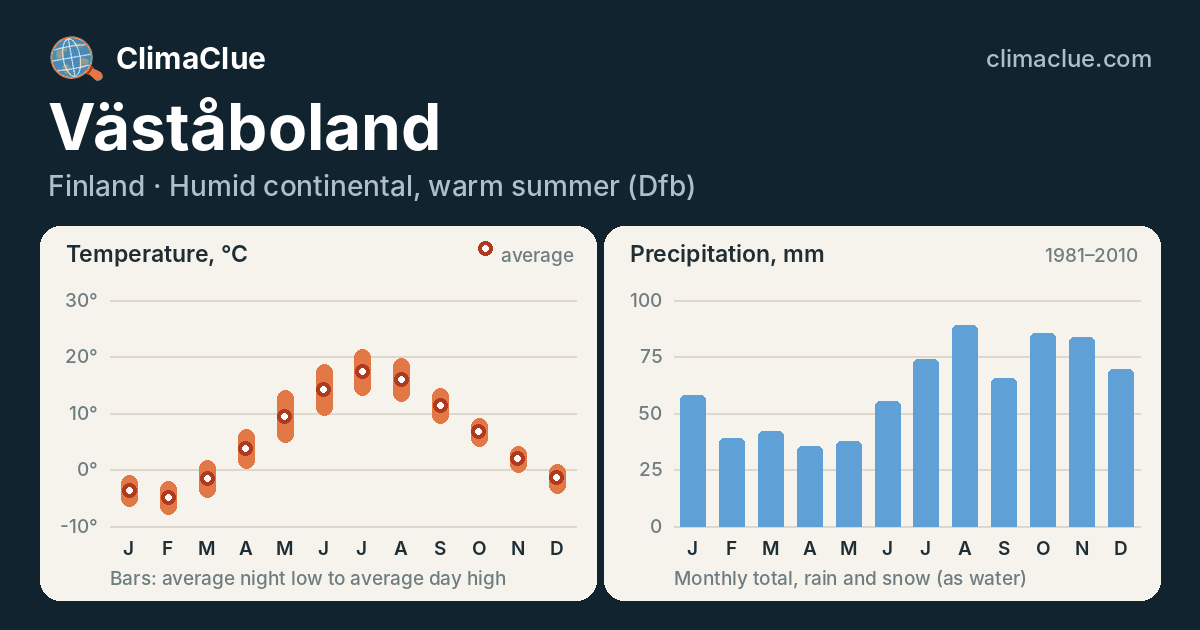 ClimaClue
climaclue.com
Väståboland
Finland · Humid continental, warm summer (Dfb)
Temperature, °C
average
30°
20°
10°
0°
-10°
J F M A M J J A S O N D
Bars: average night low to average day high
Precipitation, mm
1981–2010
100
75
50
25
0
J F M A M J J A S O N D
Monthly total, rain and snow (as water)